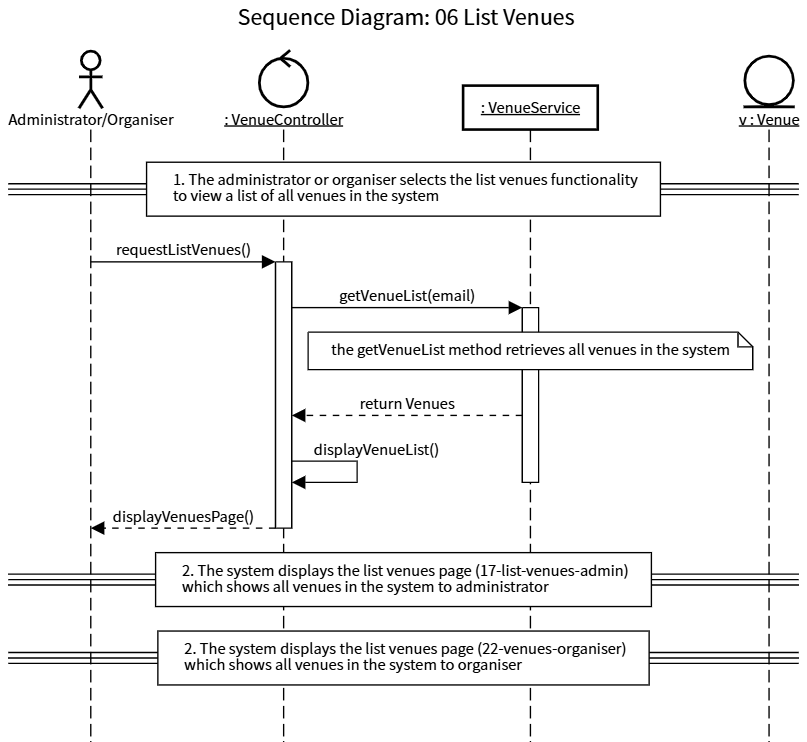 Sequence Diagram: 06 List Venues
Administrator/Organiser
: VenueController
: VenueService
v : Venue
1. The administrator or organiser selects the list venues functionality
to view a list of all venues in the system
requestListVenues()
getVenueList(email)
the getVenueList method retrieves all venues in the system
return Venues
displayVenueList()
displayVenuesPage()
2. The system displays the list venues page (17-list-venues-admin)
which shows all venues in the system to administrator
2. The system displays the list venues page (22-venues-organiser)
which shows all venues in the system to organiser